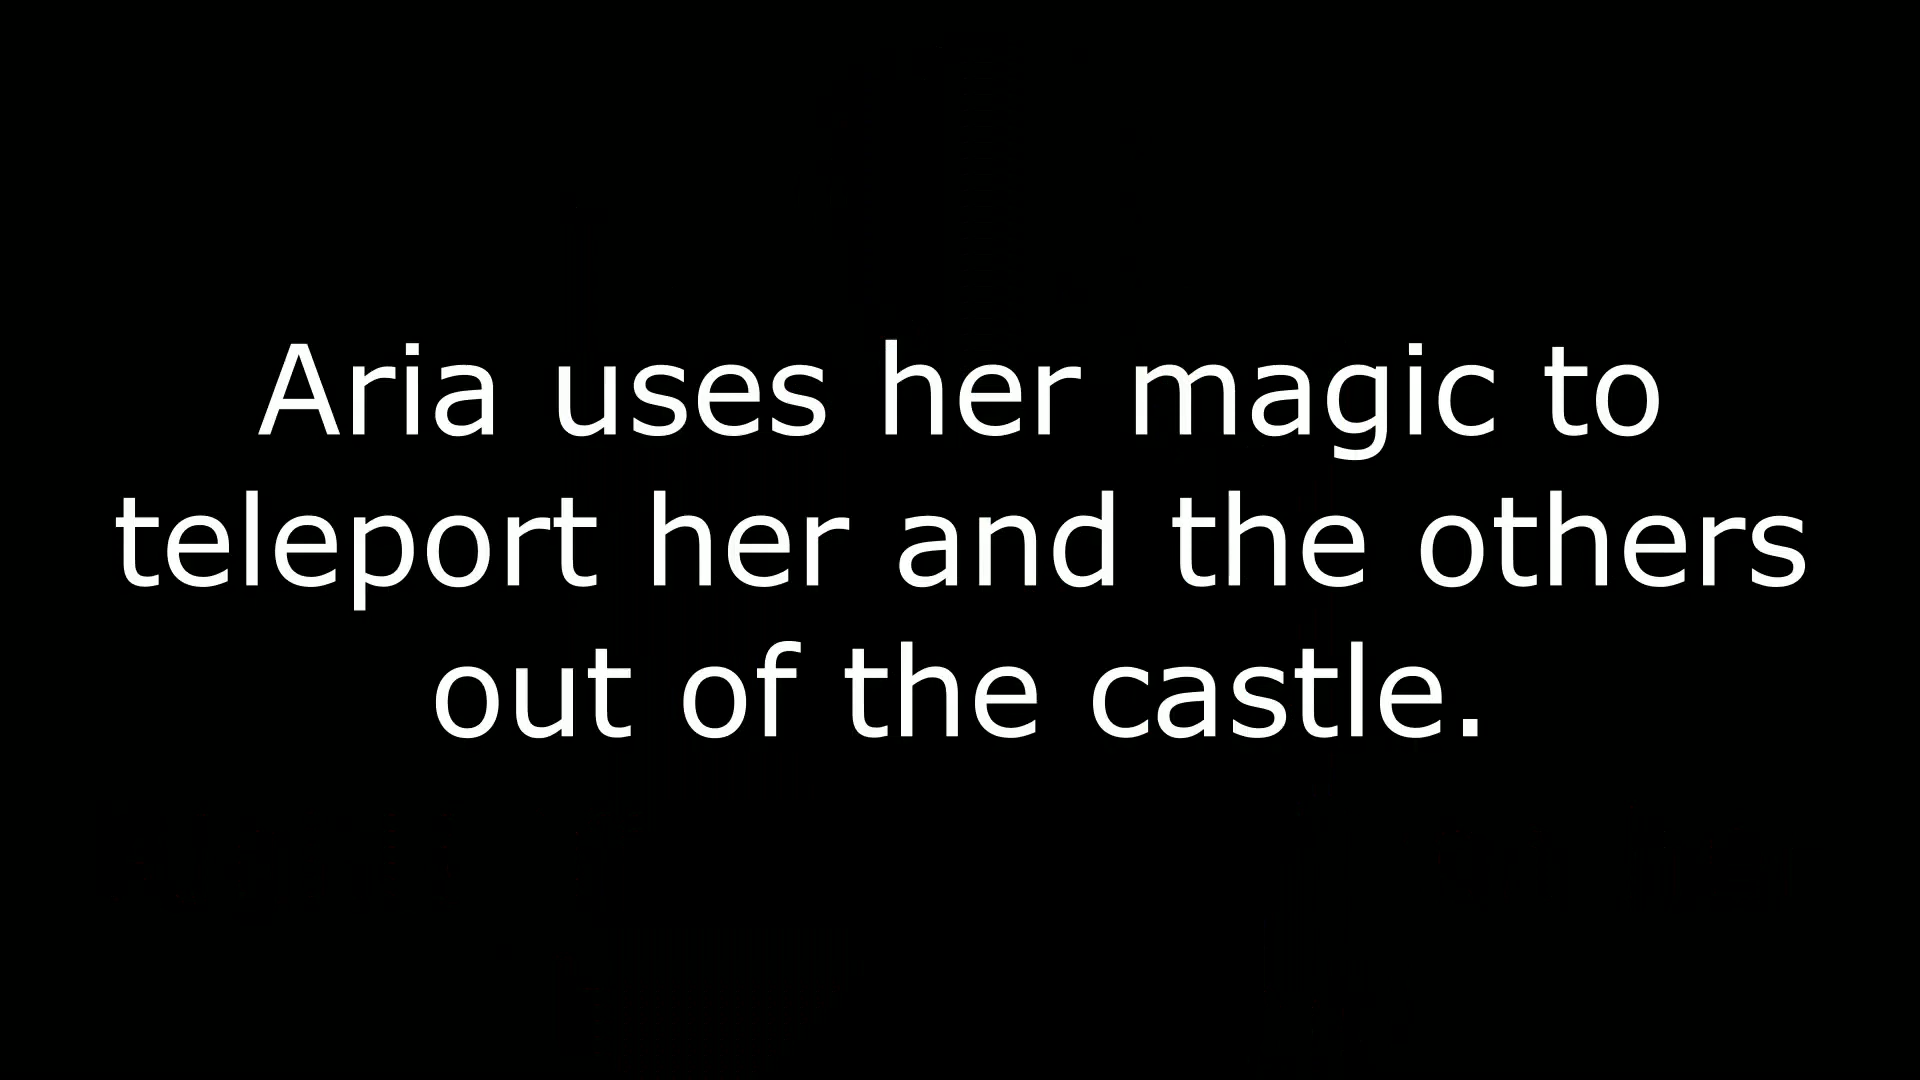 Aria uses her magic to
teleport her and the others
out of the castle.